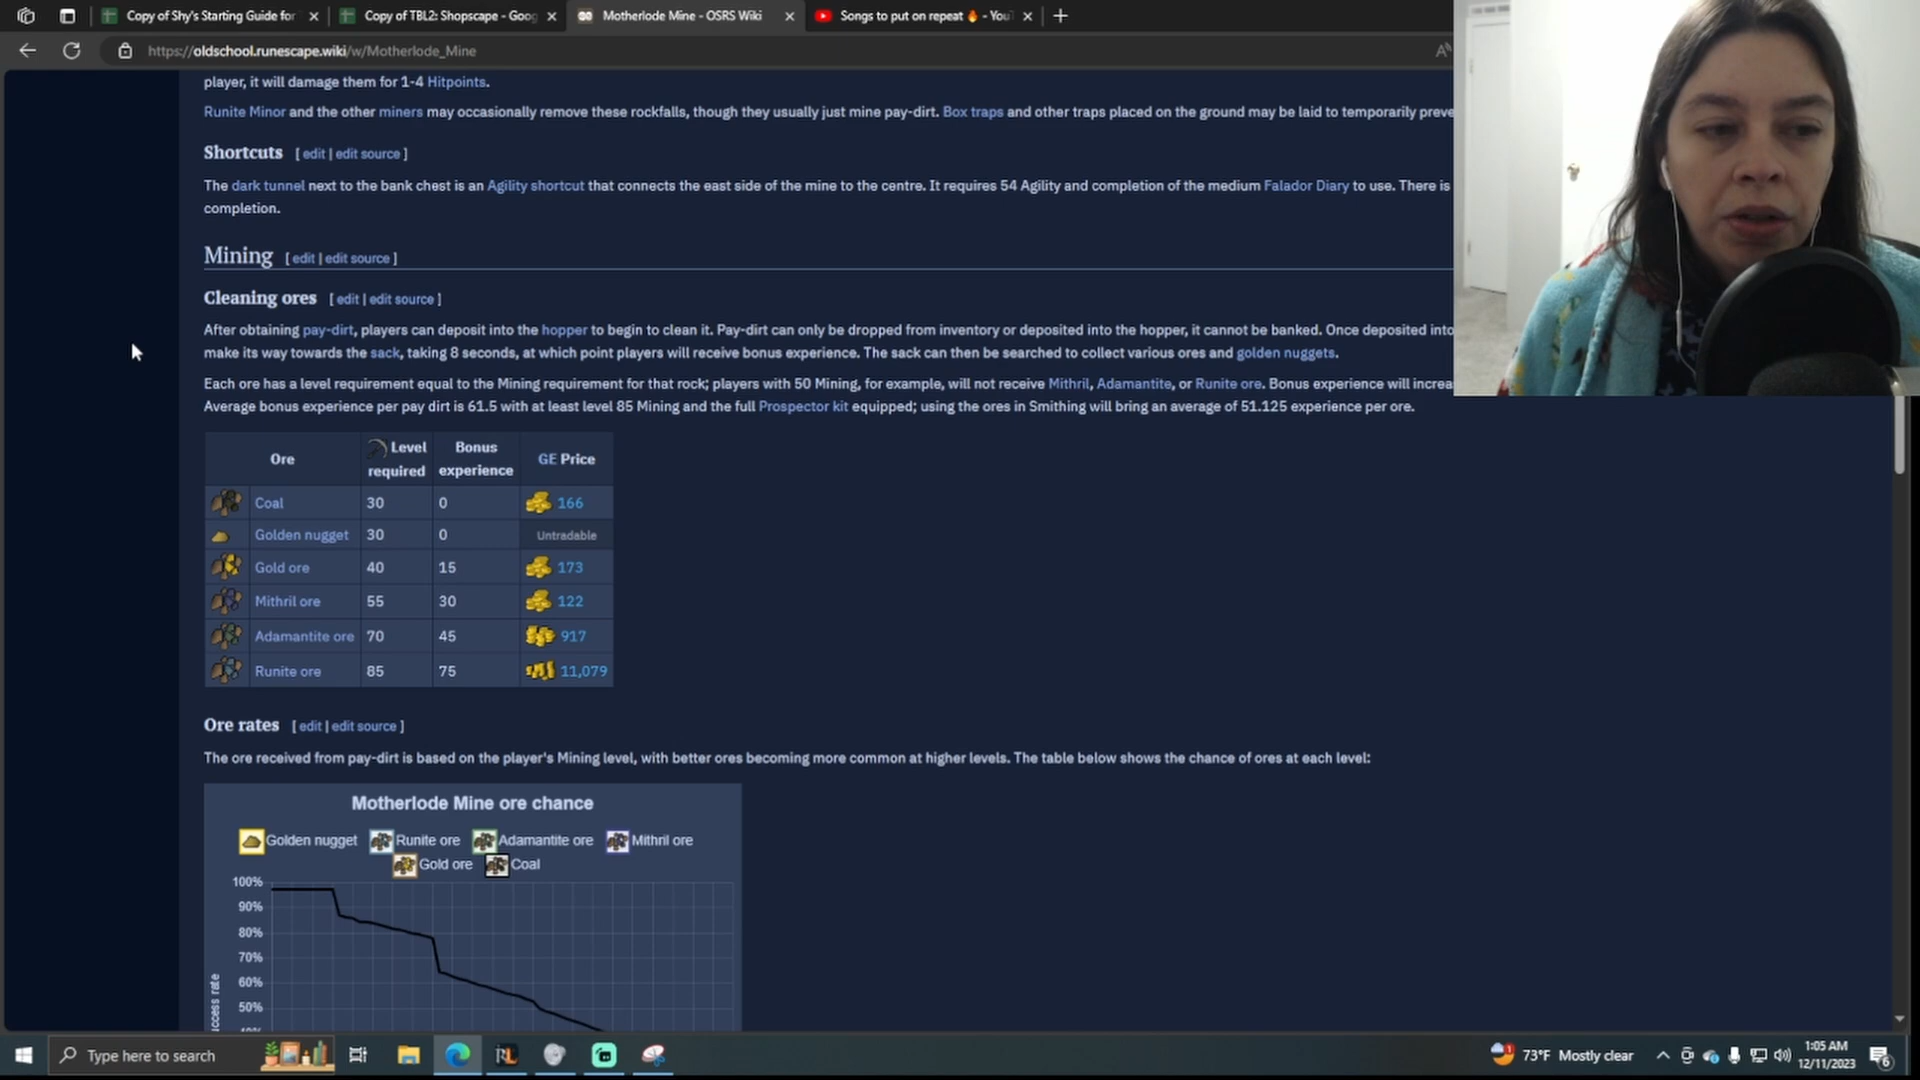 Copy of Shy's Starting Guide for
Copy of TBL2: Shopscape - Goog
Motherlode Mine - OSRS Wiki
Songs to put on repeat 🔥 - YouT
https://oldschool.runescape.wiki/w/Motherlode_Mine
player, it will damage them for 1-4 Hitpoints.
Runite Minor and the other miners may occasionally remove these rockfalls, though they usually just mine pay-dirt. Box traps and other traps placed on the ground may be laid to temporarily preve
Shortcuts [ edit | edit source ]
The dark tunnel next to the bank chest is an Agility shortcut that connects the east side of the mine to the centre. It requires 54 Agility and completion of the medium Falador Diary to use. There is
completion.
Mining [ edit | edit source ]
Cleaning ores [ edit | edit source ]
After obtaining pay-dirt, players can deposit into the hopper to begin to clean it. Pay-dirt can only be dropped from inventory or deposited into the hopper, it cannot be banked. Once deposited into
make its way towards the sack, taking 8 seconds, at which point players will receive bonus experience. The sack can then be searched to collect various ores and golden nuggets.
Each ore has a level requirement equal to the Mining requirement for that rock; players with 50 Mining, for example, will not receive Mithril, Adamantite, or Runite ore. Bonus experience will increa
Average bonus experience per pay dirt is 61.5 with at least level 85 Mining and the full Prospector kit equipped; using the ores in Smithing will bring an average of 51.125 experience per ore.
Ore Level required Bonus experience GE Price
Coal 30 0 166
Golden nugget 30 0 Untradable
Gold ore 40 15 173
Mithril ore 55 30 122
Adamantite ore 70 45 917
Runite ore 85 75 11,079
Ore rates [ edit | edit source ]
The ore received from pay-dirt is based on the player's Mining level, with better ores becoming more common at higher levels. The table below shows the chance of ores at each level:
Motherlode Mine ore chance
Golden nugget Runite ore Adamantite ore Mithril ore
Gold ore Coal
100%
90%
80%
70%
60%
50%
Type here to search
73°F Mostly clear
1:05 AM
12/11/2023